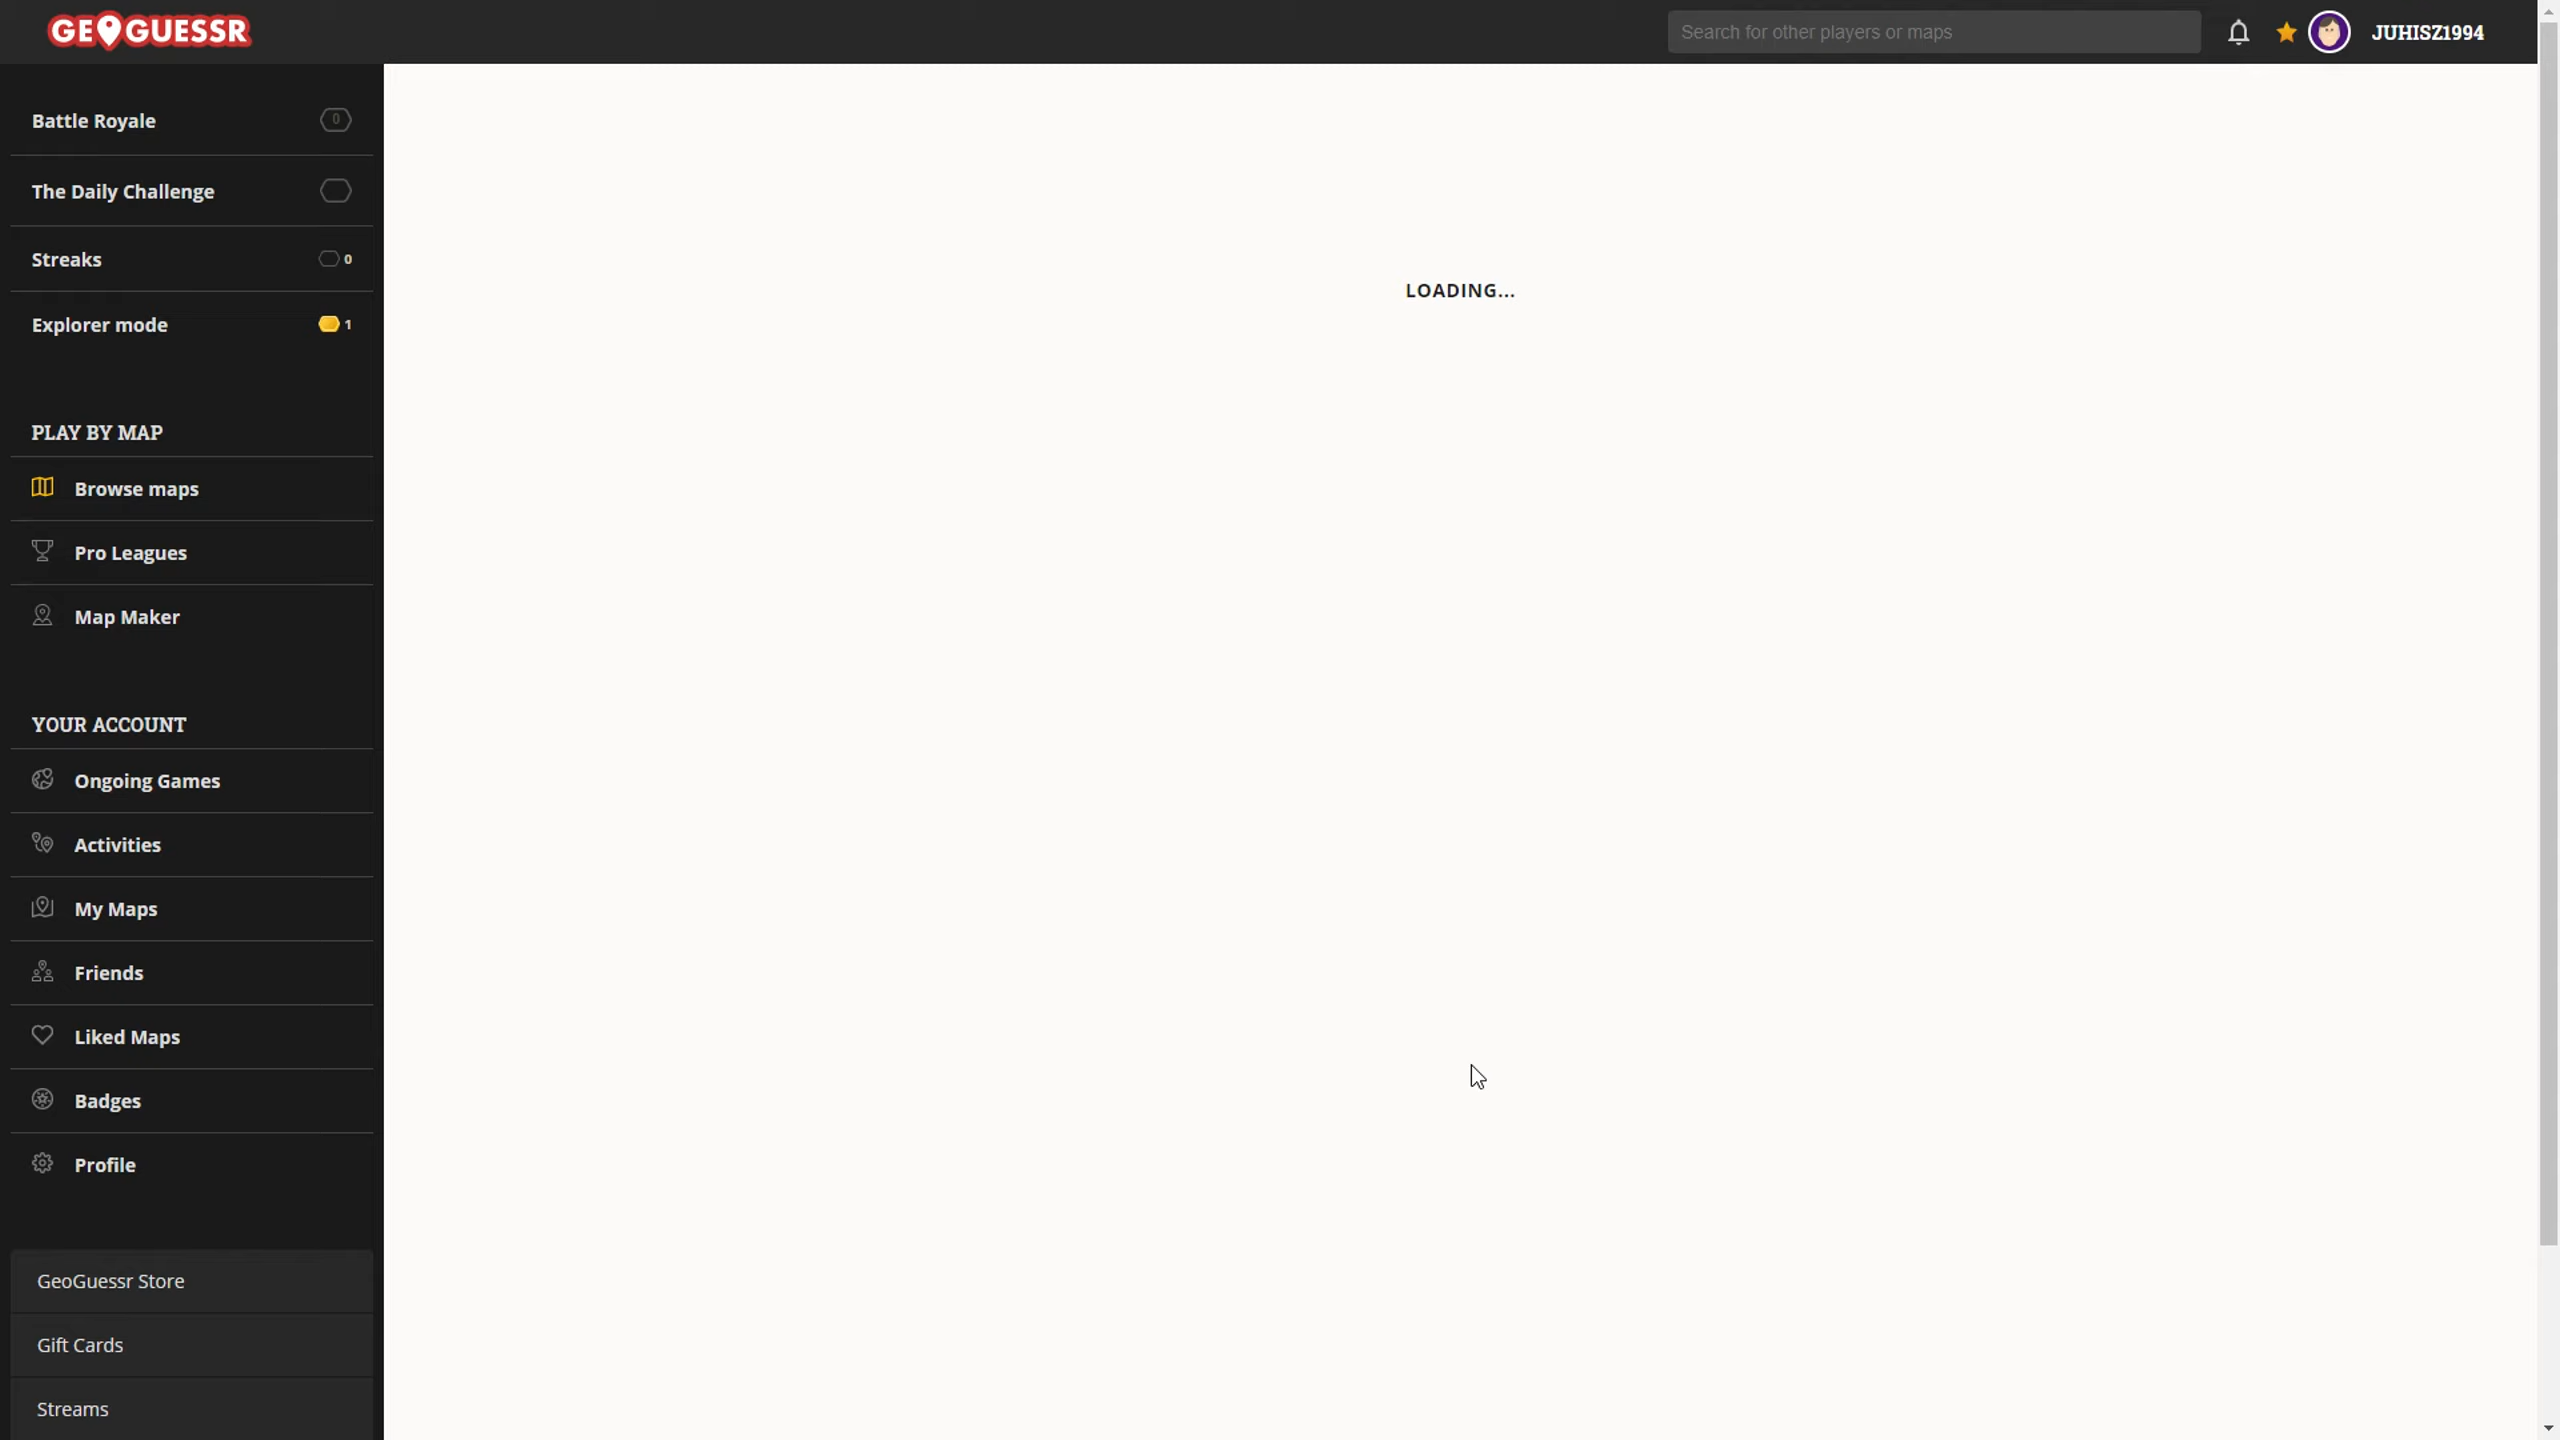 GEOGUESSR
Search for other players or maps
JUHISZ1994
Battle Royale 0
The Daily Challenge
Streaks 0
Explorer mode 1
LOADING...
PLAY BY MAP
Browse maps
Pro Leagues
Map Maker
YOUR ACCOUNT
Ongoing Games
Activities
My Maps
Friends
Liked Maps
Badges
Profile
GeoGuessr Store
Gift Cards
Streams